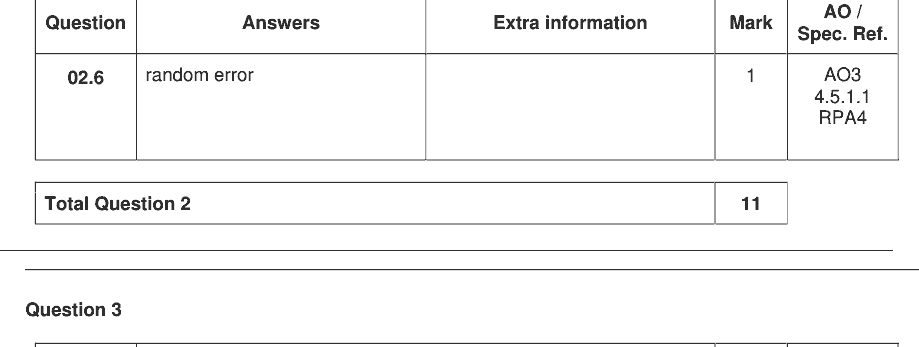 Question Answers Extra information Mark AO /
Spec. Ref.
02.6 random error 1 AO3
4.5.1.1
RPA4
Total Question 2 11
Question 3